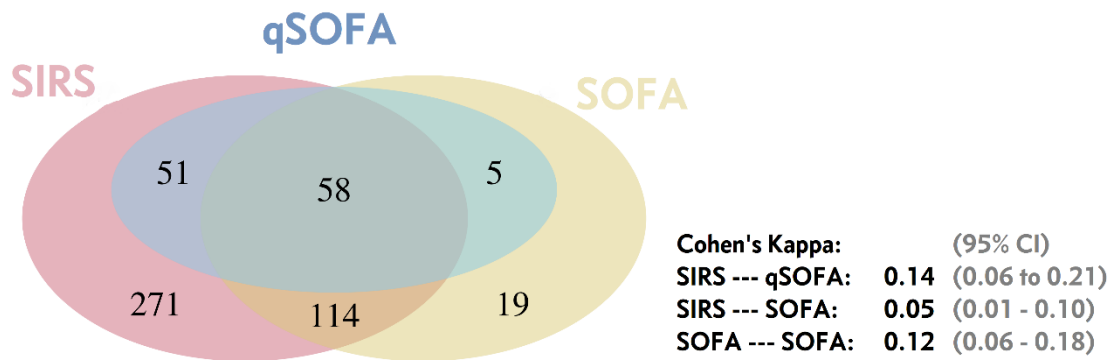 qSOFA
SIRS
SOFA
51
58
5
271
114
19
Cohen's Kappa: (95% CI)
SIRS --- qSOFA: 0.14 (0.06 to 0.21)
SIRS --- SOFA: 0.05 (0.01 - 0.10)
SOFA --- SOFA: 0.12 (0.06 - 0.18)